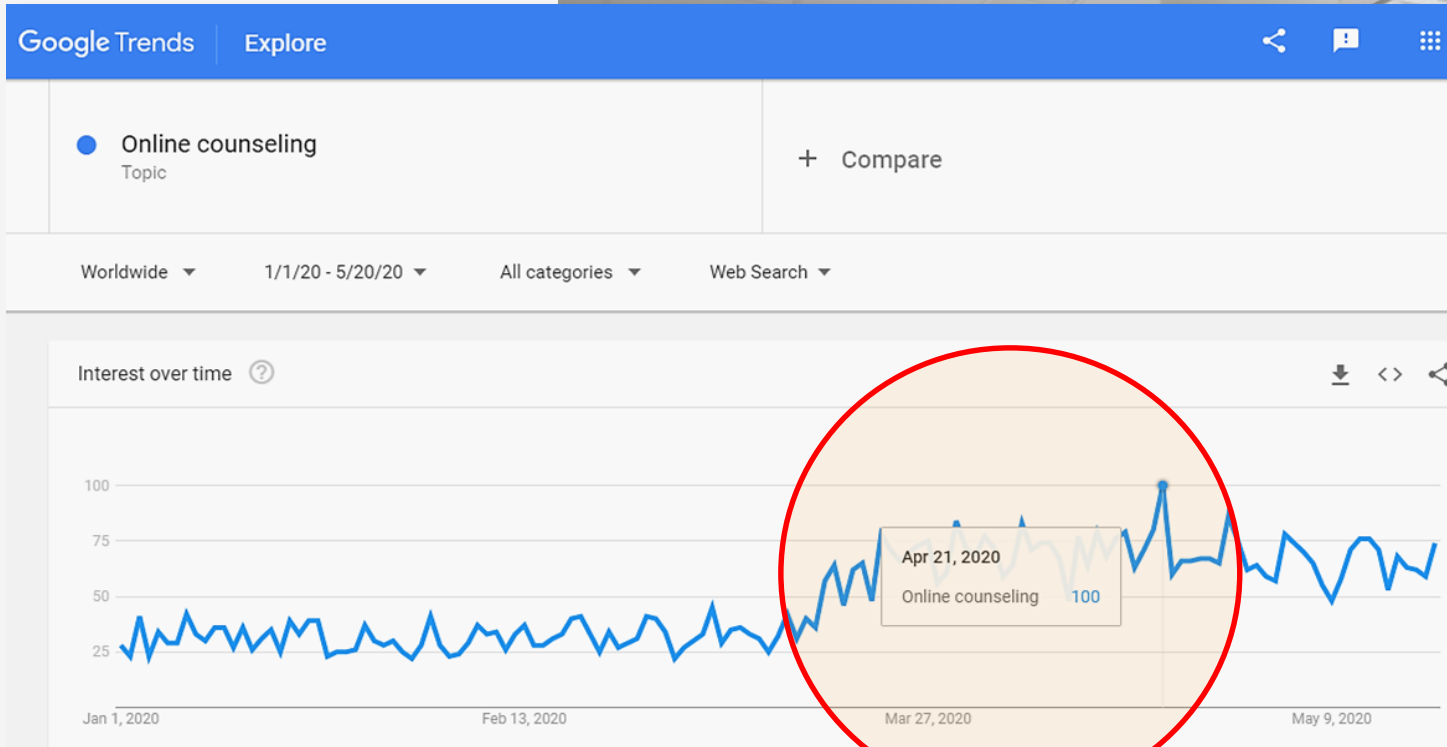 Google Trends Explore
Online counseling
Topic
+ Compare
Worldwide
1/1/20 - 5/20/20
All categories
Web Search
Interest over time ?
100
75
50
25
Apr 21, 2020
Online counseling 100
Jan 1, 2020
Feb 13, 2020
Mar 27, 2020
May 9, 2020